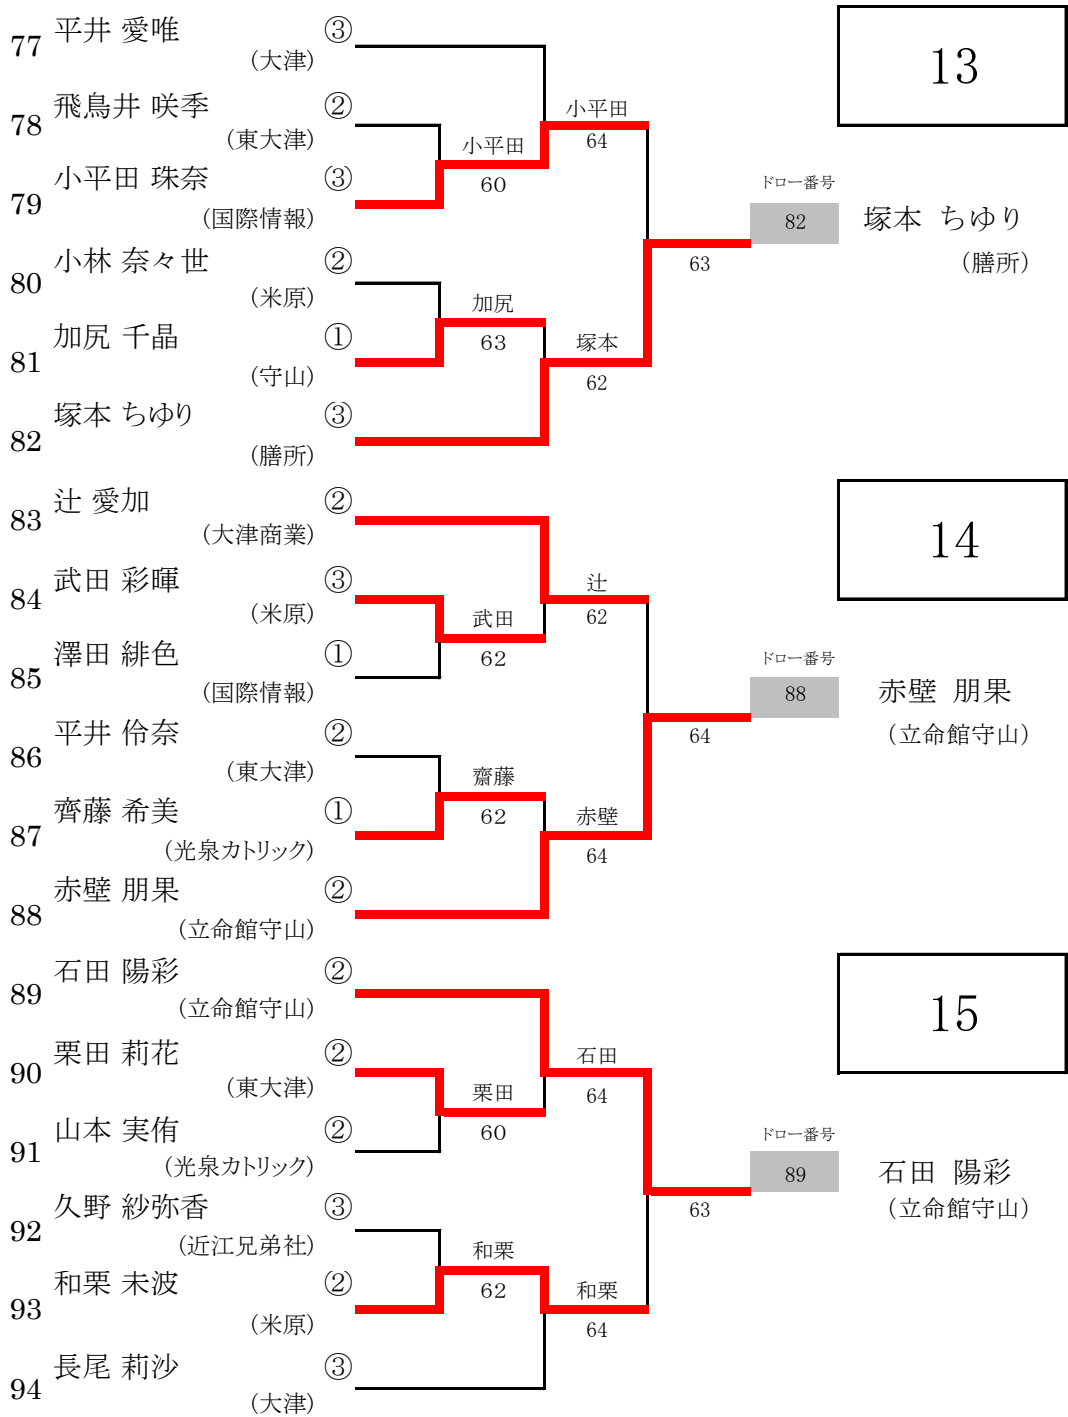 77 平井 愛唯 ③
(大津)
78 飛鳥井 咲季 ②
(東大津)
79 小平田 珠奈 ③
(国際情報)
80 小林 奈々世 ②
(米原)
81 加尻 千晶 ①
(守山)
82 塚本 ちゆり ③
(膳所)
小平田
60
小平田
64
加尻
63
塚本
62
63
13
ドロー番号
82 塚本 ちゆり
(膳所)
83 辻 愛加 ②
(大津商業)
84 武田 彩暉 ③
(米原)
85 澤田 緋色 ①
(国際情報)
86 平井 伶奈 ②
(東大津)
87 齊藤 希美 ①
(光泉カトリック)
88 赤壁 朋果 ②
(立命館守山)
辻
62
武田
62
齋藤
62
赤壁
64
64
14
ドロー番号
88 赤壁 朋果
(立命館守山)
89 石田 陽彩 ②
(立命館守山)
90 栗田 莉花 ②
(東大津)
91 山本 実侑 ②
(光泉カトリック)
92 久野 紗弥香 ③
(近江兄弟社)
93 和栗 未波 ②
(米原)
94 長尾 莉沙 ③
(大津)
石田
64
栗田
60
和栗
62
和栗
64
63
15
ドロー番号
89 石田 陽彩
(立命館守山)